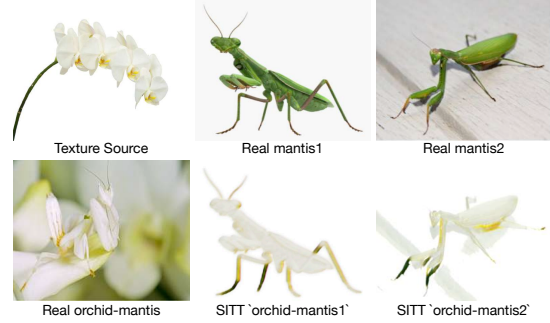 Texture Source
Real mantis1
Real mantis2
Real orchid-mantis
SITT `orchid-mantis1`
SITT `orchid-mantis2`